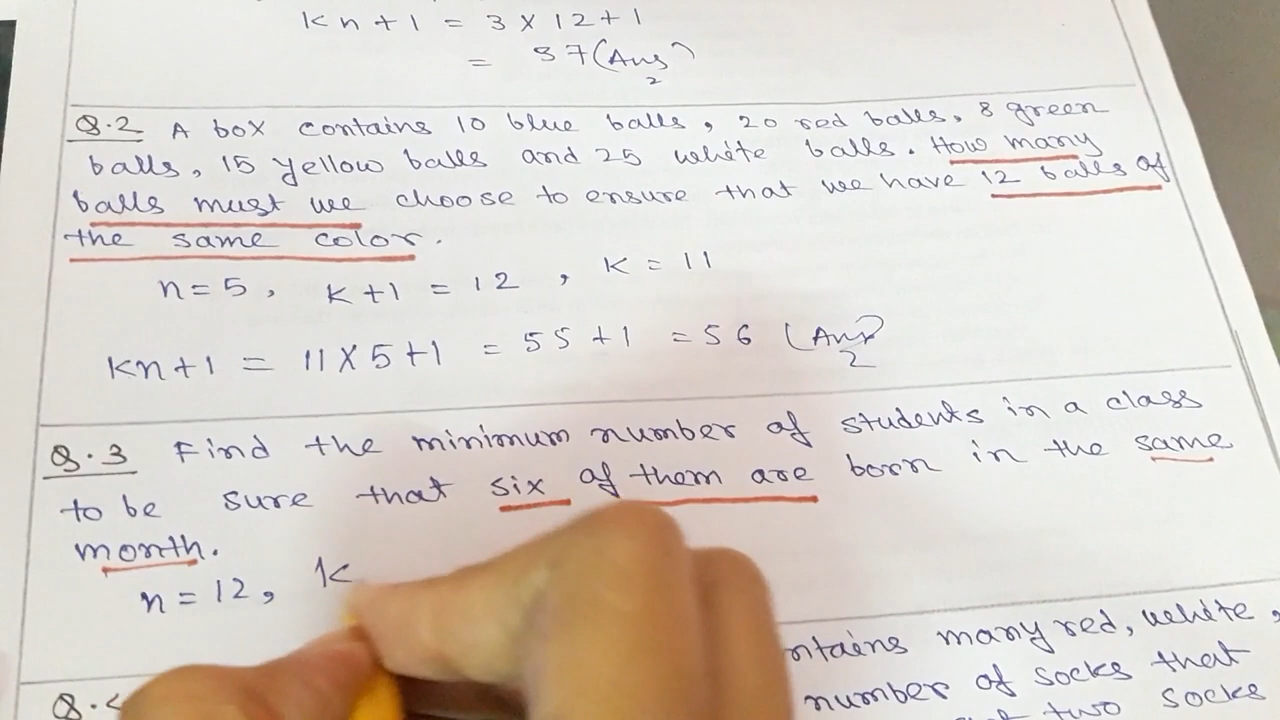 Kn+1 = 3 X 12+1
= 37 (Ans)
Q.2 A box contains 10 blue balls, 20 red balls, 8 green
balls, 15 yellow balls and 25 white balls. How many
balls must we choose to ensure that we have 12 balls of
the same color.
n=5, K+1 = 12, K = 11
Kn+1 = 11X5+1 = 55+1 = 56 (Ans)
Q.3 Find the minimum number of students in a class
to be sure that six of them are born in the same
month.
n = 12, K
ntains many red, white,
Q. number of socks that
two socks